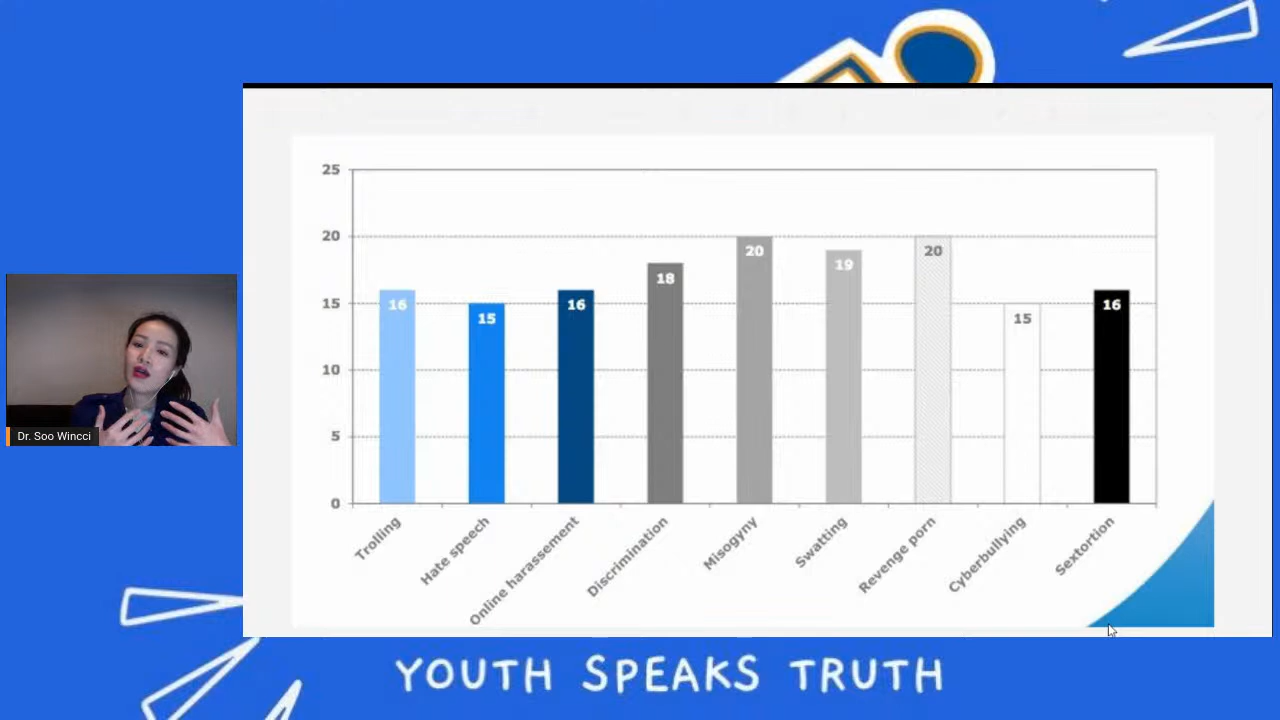 25
20
15
10
5
0
16
15
16
18
20
19
20
15
16
Trolling
Hate speech
Online harassement
Discrimination
Misogyny
Swatting
Revenge porn
Cyberbullying
Sextortion
Dr. Soo Wincci
YOUTH SPEAKS TRUTH